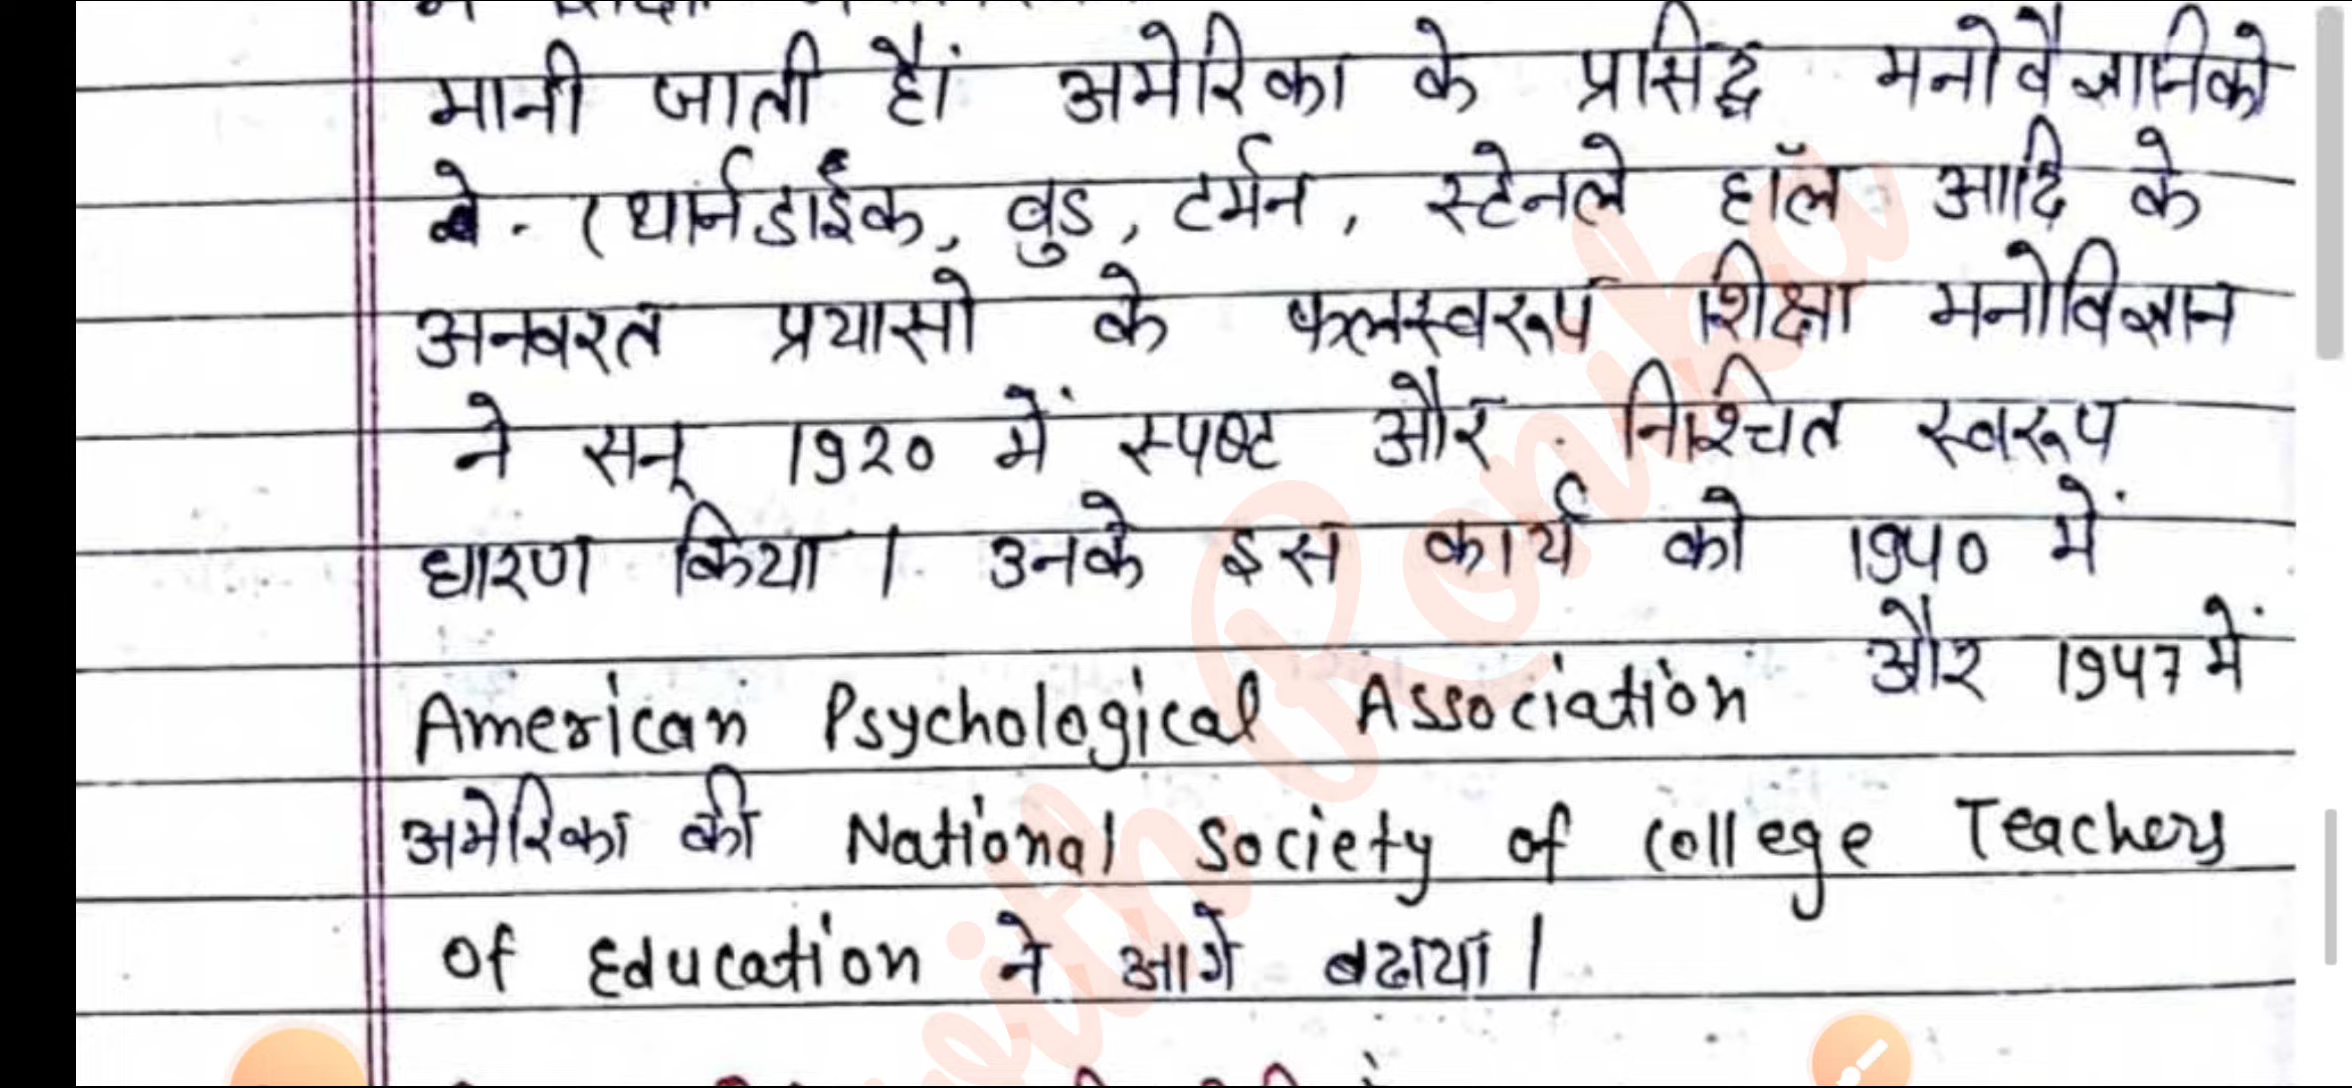 मानी जाती हैं। अमेरिका के प्रसिद्ध मनोवैज्ञानिको
के. (थार्नडाईक, वुड, टर्मन, स्टेनले हॉल आदि के
अनवरत प्रयासो के फलस्वरूप शिक्षा मनोविज्ञान
ने सन् 1920 में स्पष्ट और निश्चित स्वरूप
धारण किया। उनके इस कार्य को 1940 में
American Psychological Association और 1947 में
अमेरिका की National Society of College Teachers
of Education ने आगे बढाया।
with Ronika